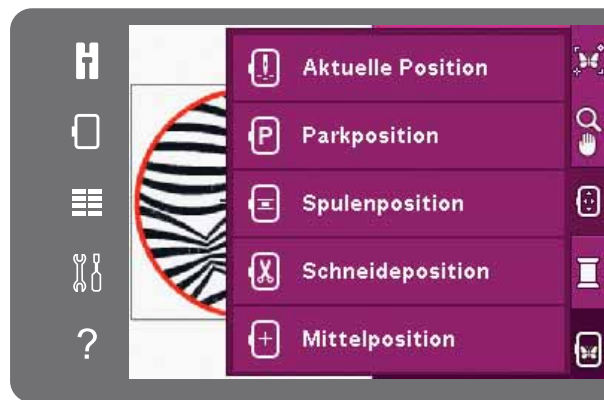 Aktuelle Position
P Parkposition
Spulenposition
Schneideposition
Mittelposition
?